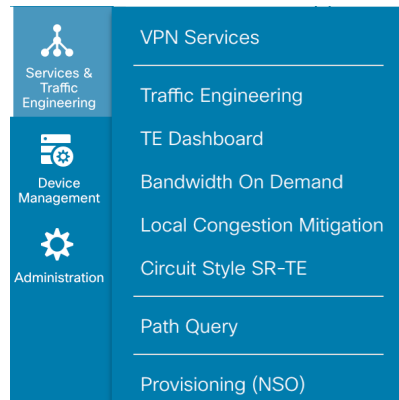 Services &
Traffic
Engineering
Device
Management
Administration
VPN Services
Traffic Engineering
TE Dashboard
Bandwidth On Demand
Local Congestion Mitigation
Circuit Style SR-TE
Path Query
Provisioning (NSO)